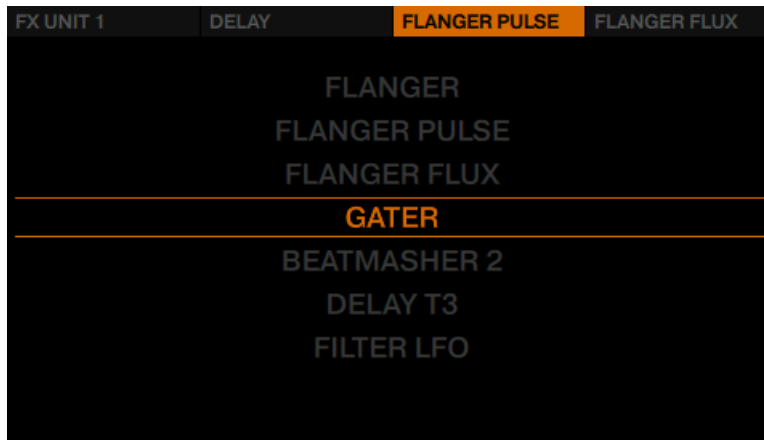 FX UNIT 1 DELAY FLANGER PULSE FLANGER FLUX
FLANGER
FLANGER PULSE
FLANGER FLUX
GATER
BEATMASHER 2
DELAY T3
FILTER LFO